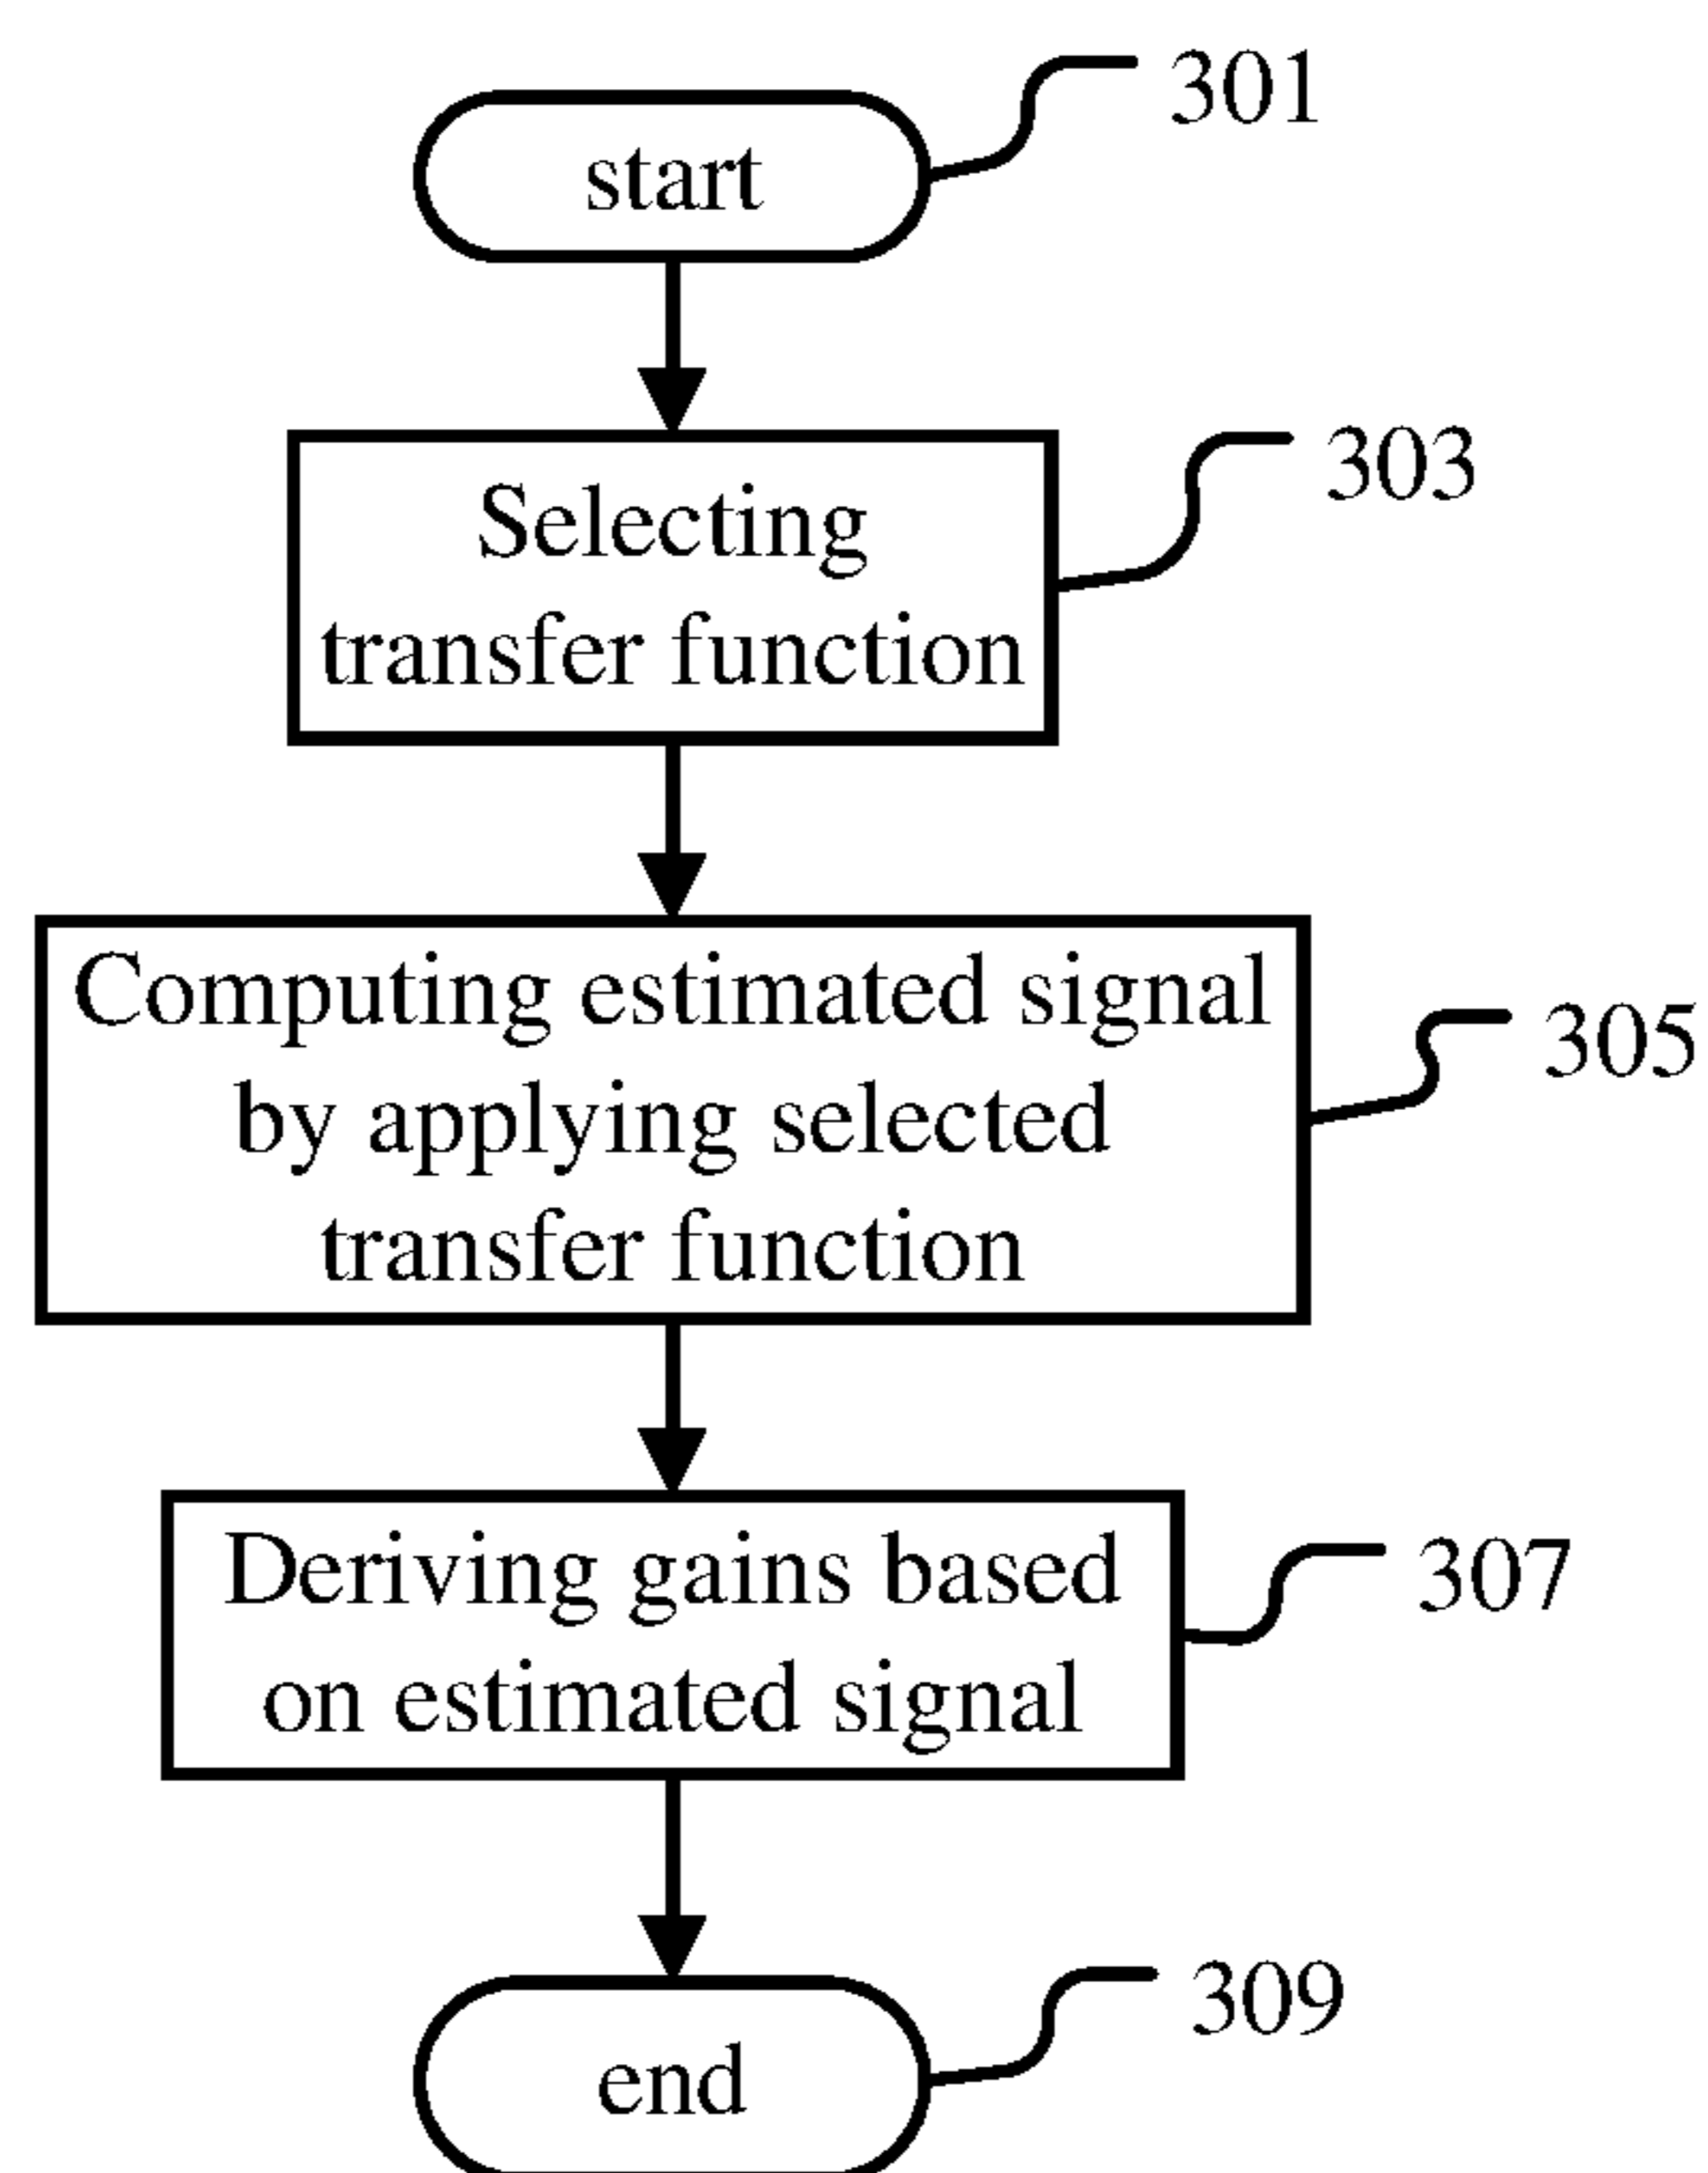 start
301
Selecting
transfer function
303
Computing estimated signal
by applying selected
transfer function
305
Deriving gains based
on estimated signal
307
end
309